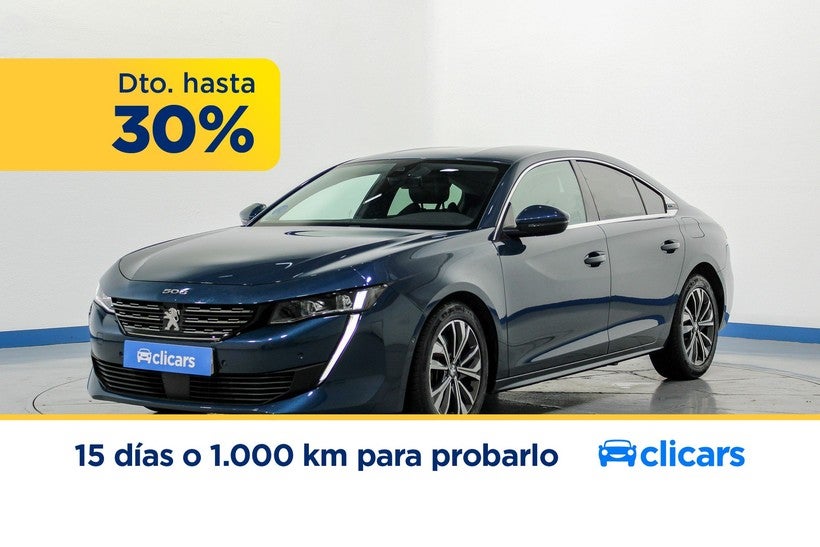 Dto. hasta
30%
508
clicars
15 días o 1.000 km para probarlo
clicars